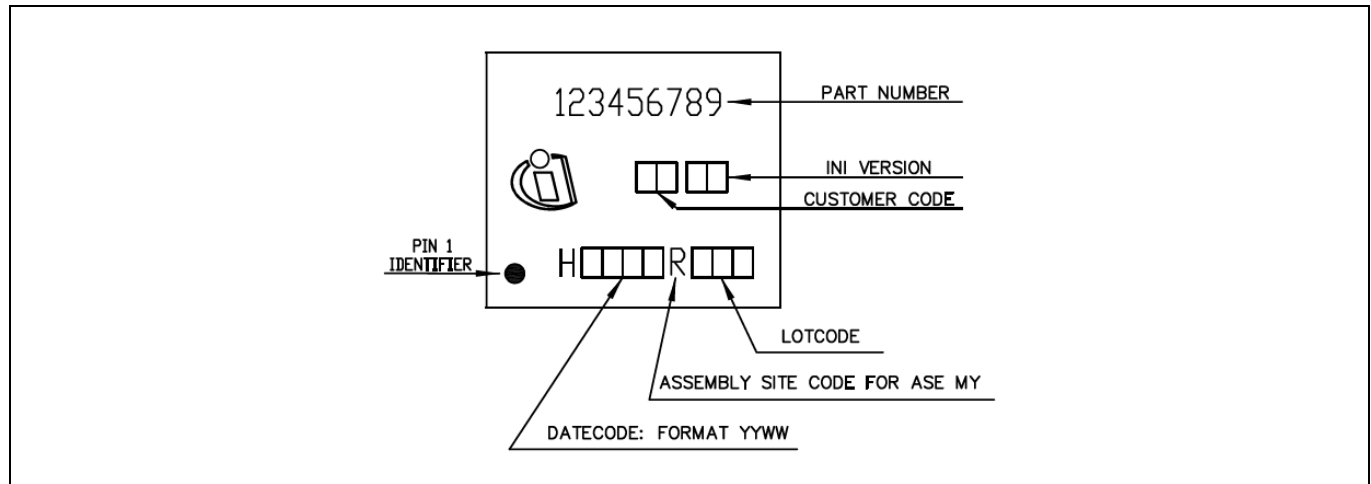 123456789
PART NUMBER
INI VERSION
CUSTOMER CODE
PIN 1
IDENTIFIER
H R
LOTCODE
ASSEMBLY SITE CODE FOR ASE MY
DATECODE: FORMAT YYWW